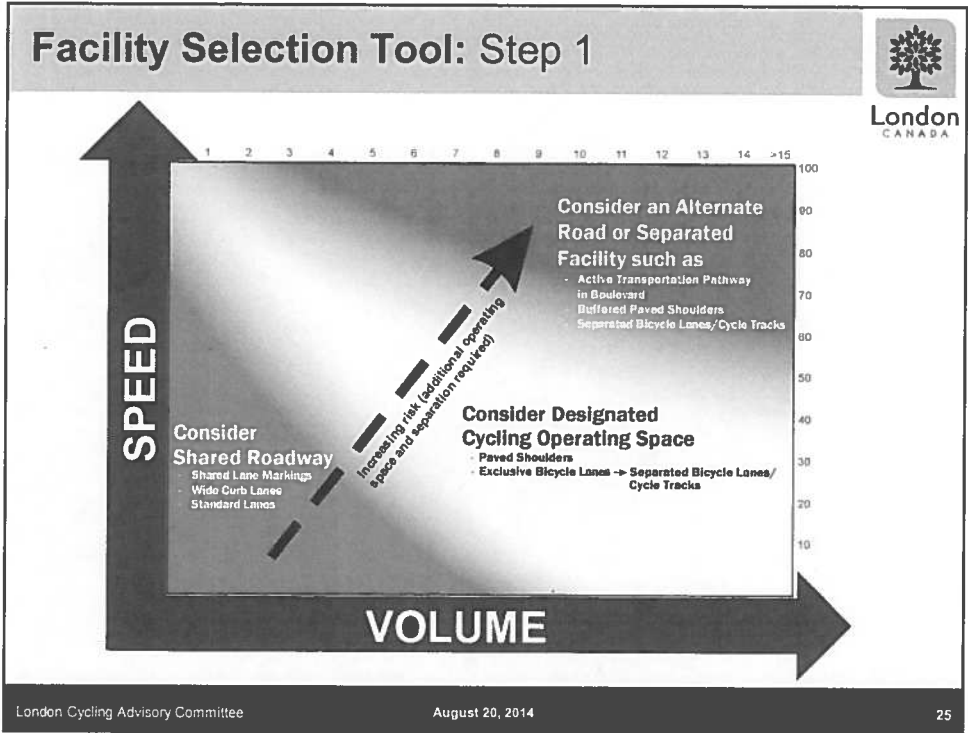 Facility Selection Tool: Step 1
London
CANADA
1 2 3 4 5 6 7 8 9 10 11 12 13 14 >15
100
90
80
70
60
50
40
30
20
10
SPEED
VOLUME
Consider an Alternate
Road or Separated
Facility such as
- Active Transportation Pathway
in Boulevard
Buffered Paved Shoulders
Separated Bicycle Lanes/Cycle Tracks
Increasing risk (additional operating
space and separation required)
Consider Designated
Cycling Operating Space
- Paved Shoulders
- Exclusive Bicycle Lanes → Separated Bicycle Lanes/
Cycle Tracks
Consider
Shared Roadway
- Shared Lane Markings
- Wide Curb Lanes
- Standard Lanes
London Cycling Advisory Committee
August 20, 2014
25